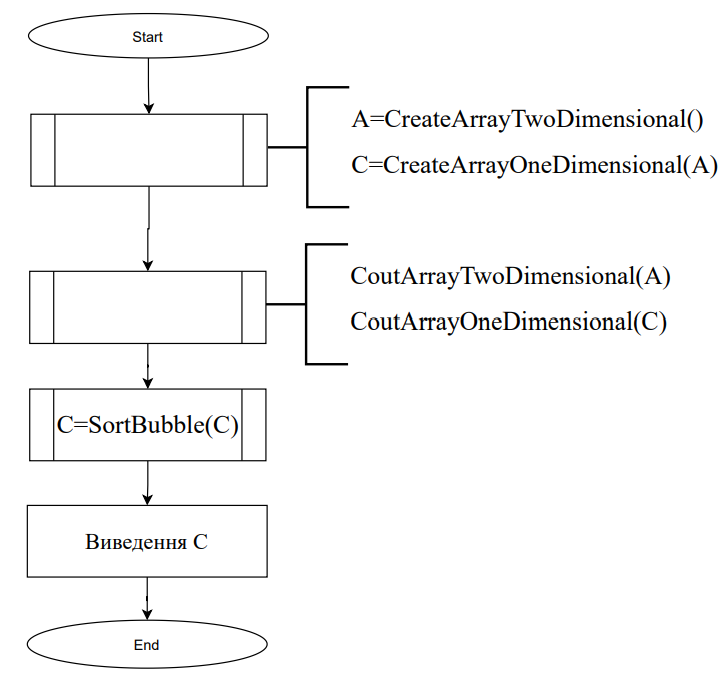 Start
A=CreateArrayTwoDimensional()
C=CreateArrayOneDimensional(A)
CoutArrayTwoDimensional(A)
CoutArrayOneDimensional(C)
C=SortBubble(C)
Виведення C
End